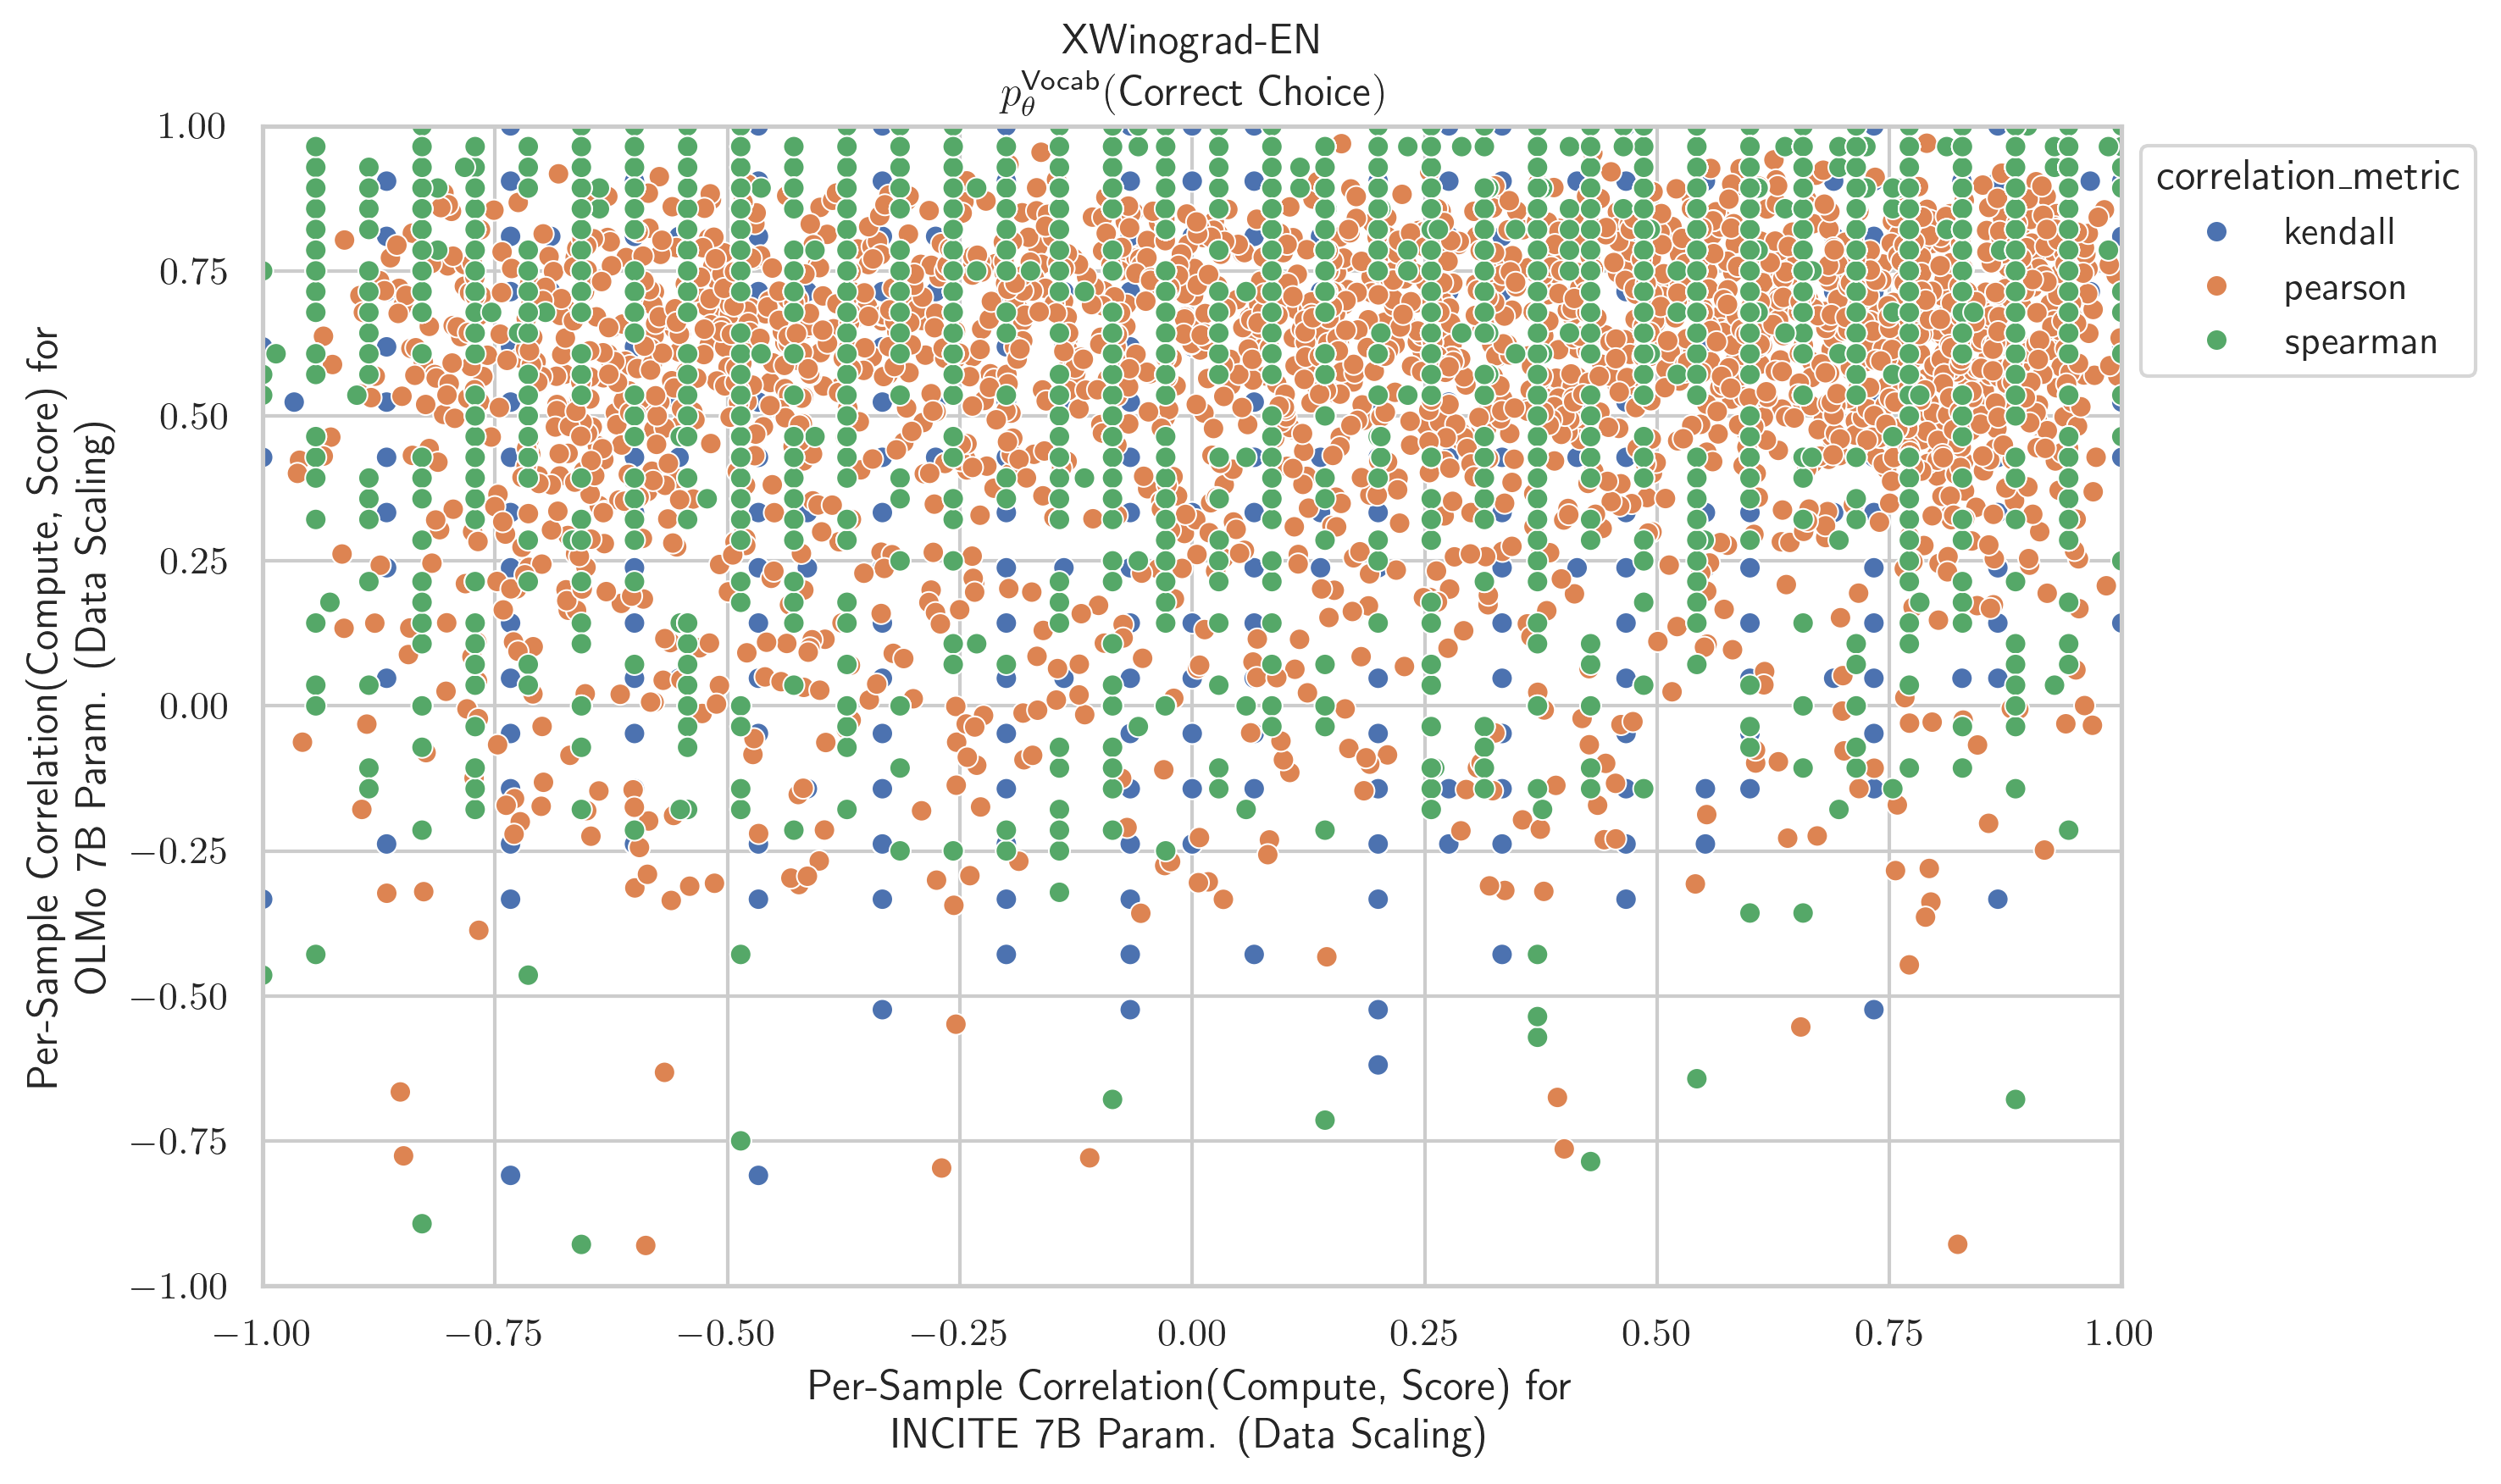 XWinograd-EN
p_θ^Vocab(Correct Choice)
Per-Sample Correlation(Compute, Score) for
OLMo 7B Param. (Data Scaling)
1.00
0.75
0.50
0.25
0.00
−0.25
−0.50
−0.75
−1.00
−1.00 −0.75 −0.50 −0.25 0.00 0.25 0.50 0.75 1.00
Per-Sample Correlation(Compute, Score) for
INCITE 7B Param. (Data Scaling)
correlation_metric
kendall
pearson
spearman